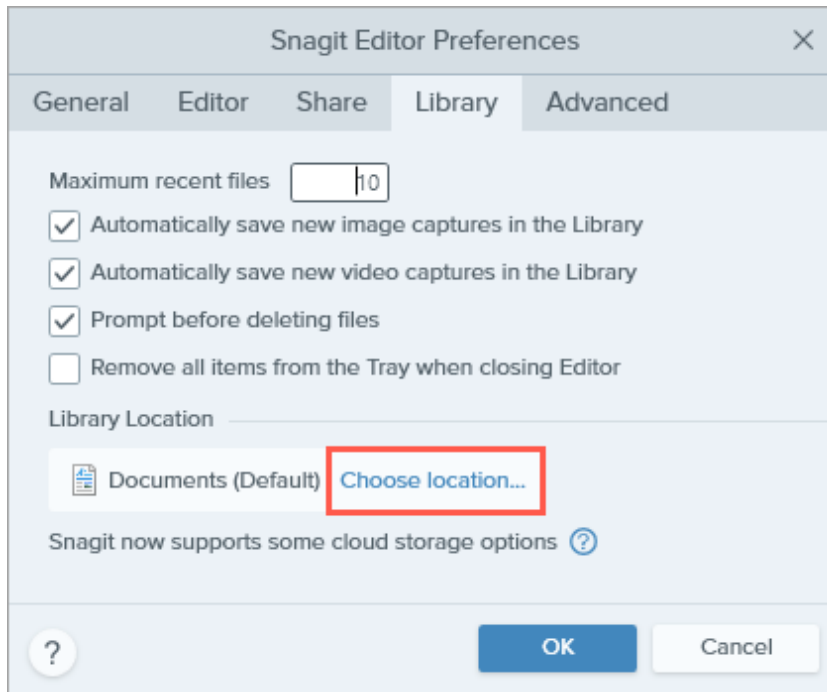 Snagit Editor Preferences
General Editor Share Library Advanced
Maximum recent files 10
Automatically save new image captures in the Library
Automatically save new video captures in the Library
Prompt before deleting files
Remove all items from the Tray when closing Editor
Library Location
Documents (Default) Choose location...
Snagit now supports some cloud storage options ?
? OK Cancel